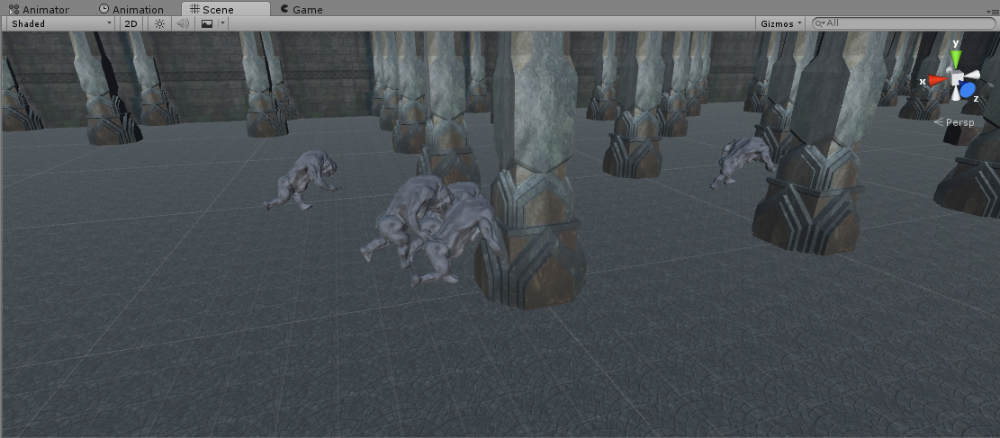 Animator Animation Scene Game
Shaded 2D Gizmos All
y
x
z
Persp